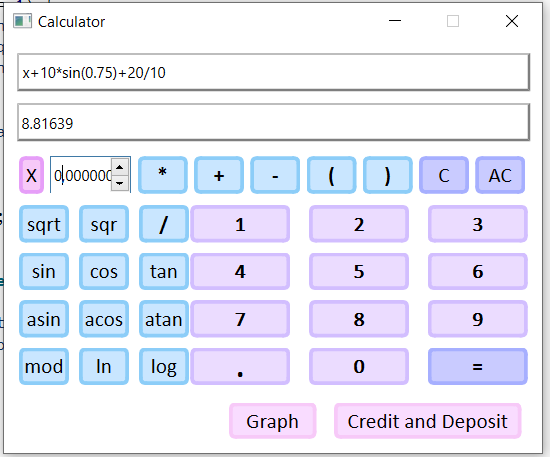 Calculator
x+10*sin(0.75)+20/10
8.81639
X 0.000000 * + - ( ) C AC
sqrt sqr / 1 2 3
sin cos tan 4 5 6
asin acos atan 7 8 9
mod ln log . 0 =
Graph Credit and Deposit